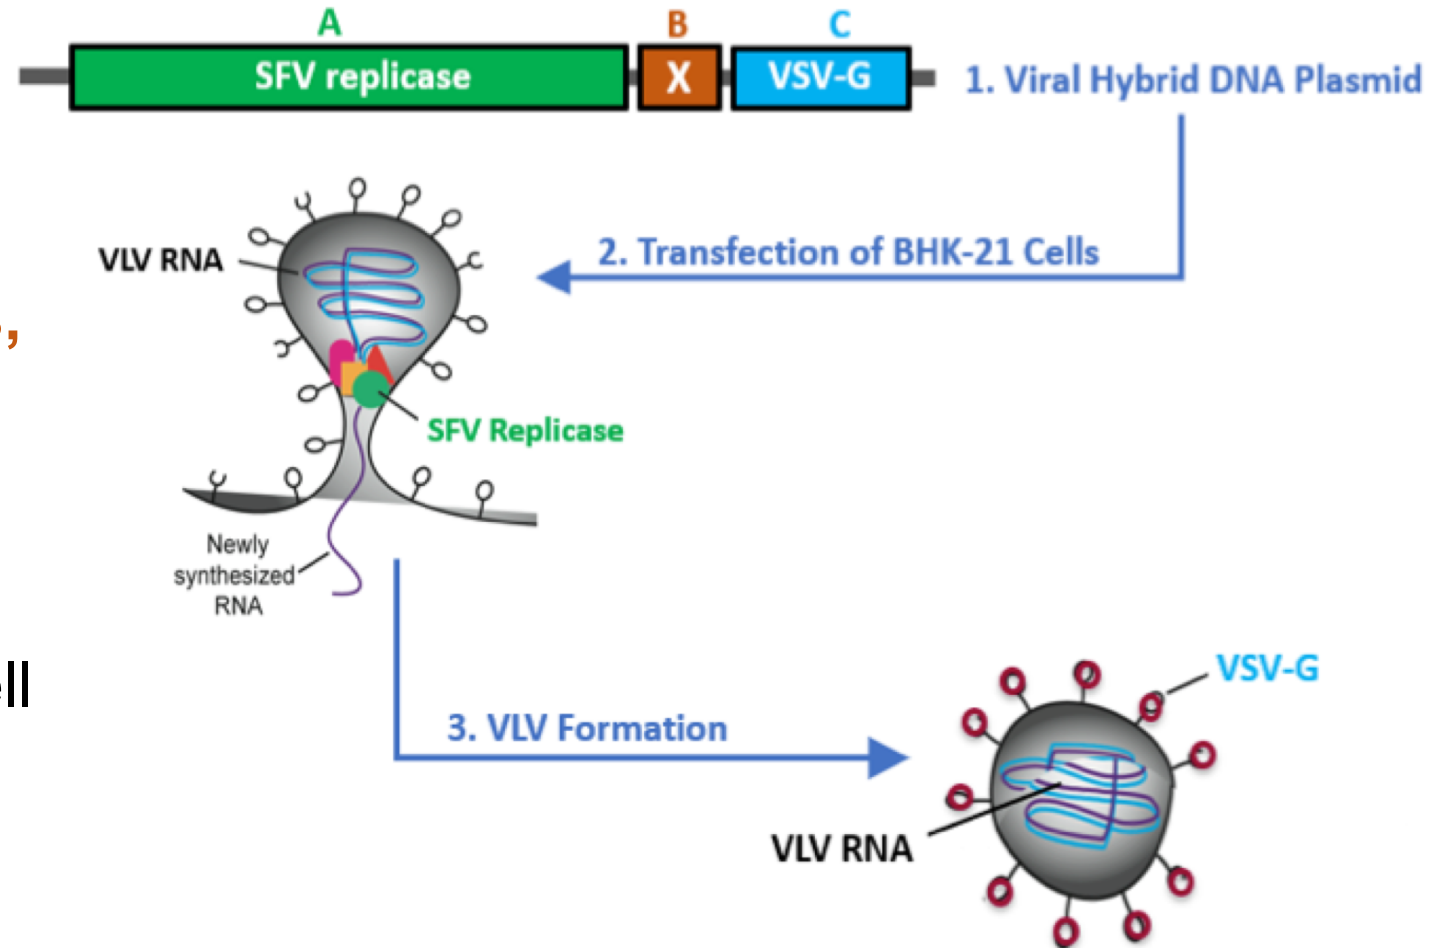 A B C
SFV replicase X VSV-G 1. Viral Hybrid DNA Plasmid
2. Transfection of BHK-21 Cells
VLV RNA
SFV Replicase
Newly
synthesized
RNA
3. VLV Formation
VSV-G
VLV RNA